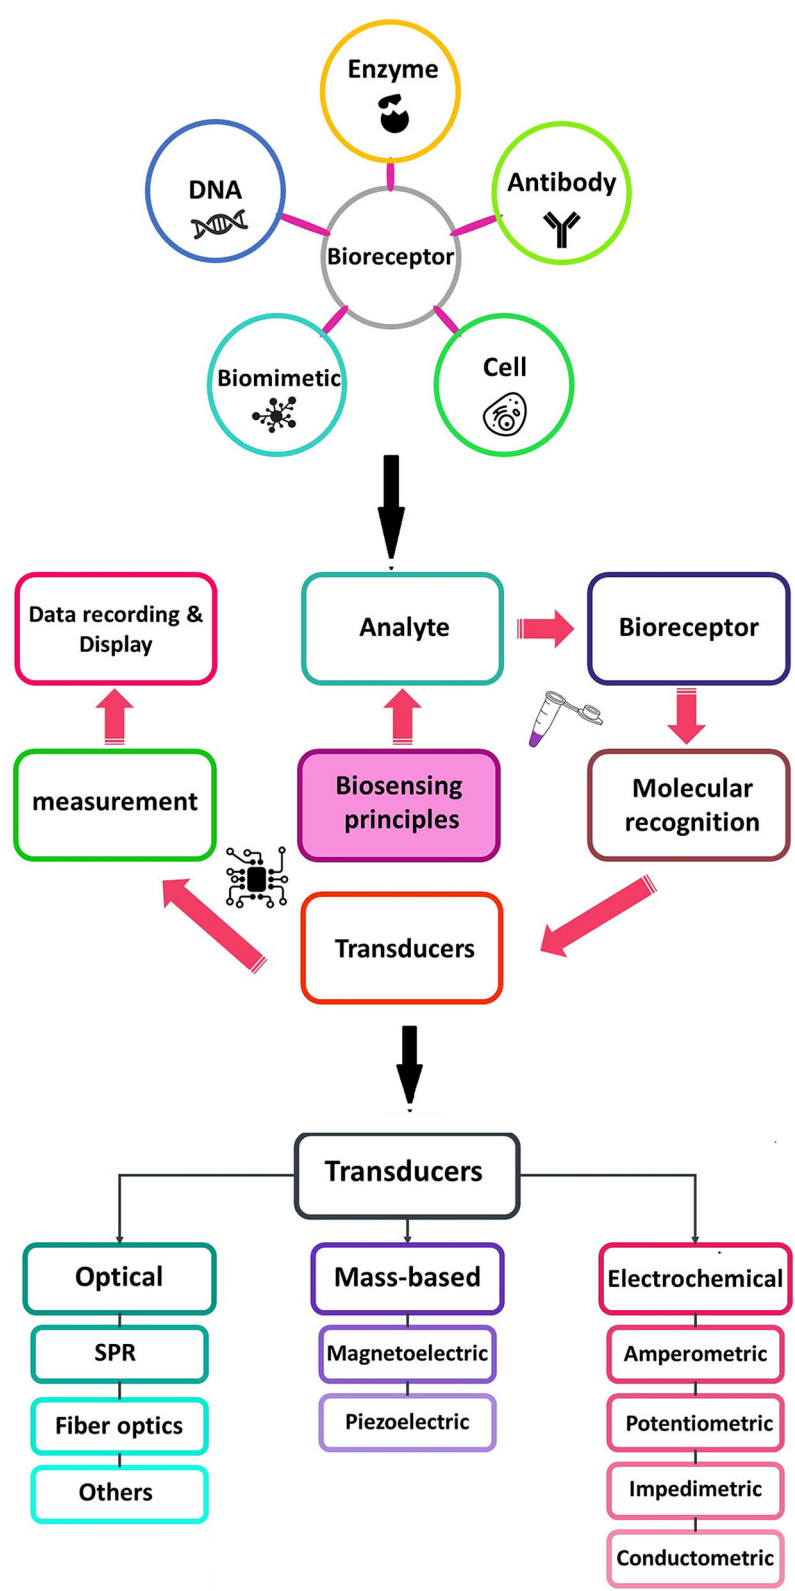 Enzyme
DNA
Antibody
Bioreceptor
Biomimetic
Cell
Data recording &
Display
Analyte
Bioreceptor
measurement
Biosensing
principles
Molecular
recognition
Transducers
Transducers
Optical
Mass-based
Electrochemical
SPR
Magnetoelectric
Amperometric
Fiber optics
Piezoelectric
Potentiometric
Others
Impedimetric
Conductometric